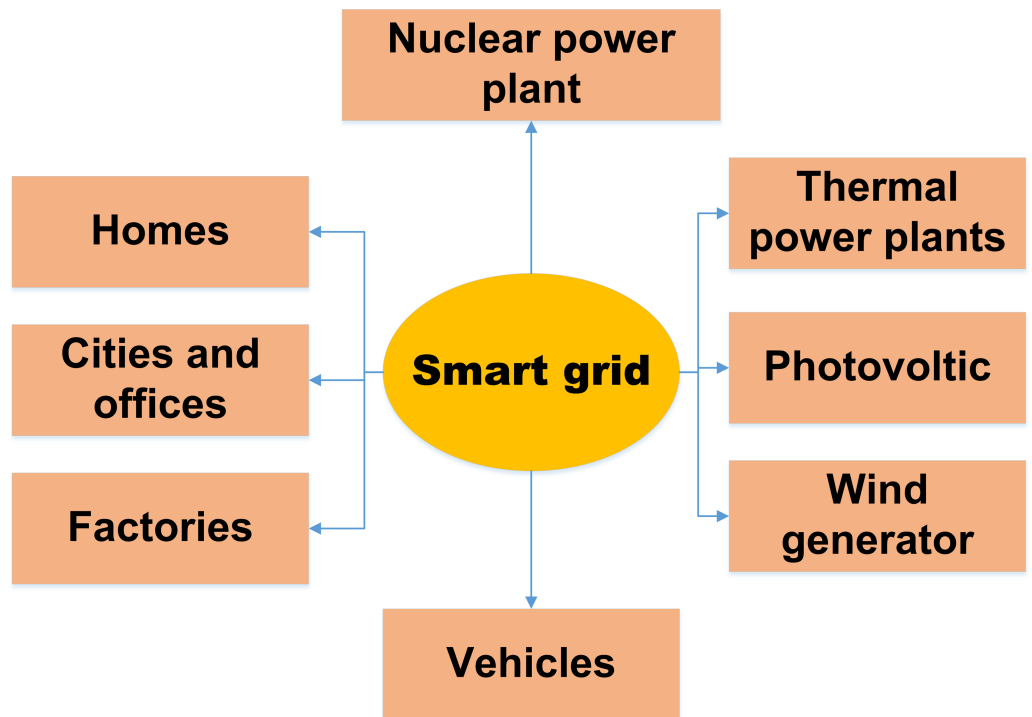 Nuclear power
plant
Homes
Thermal
power plants
Cities and
offices
Smart grid
Photovoltic
Factories
Wind
generator
Vehicles